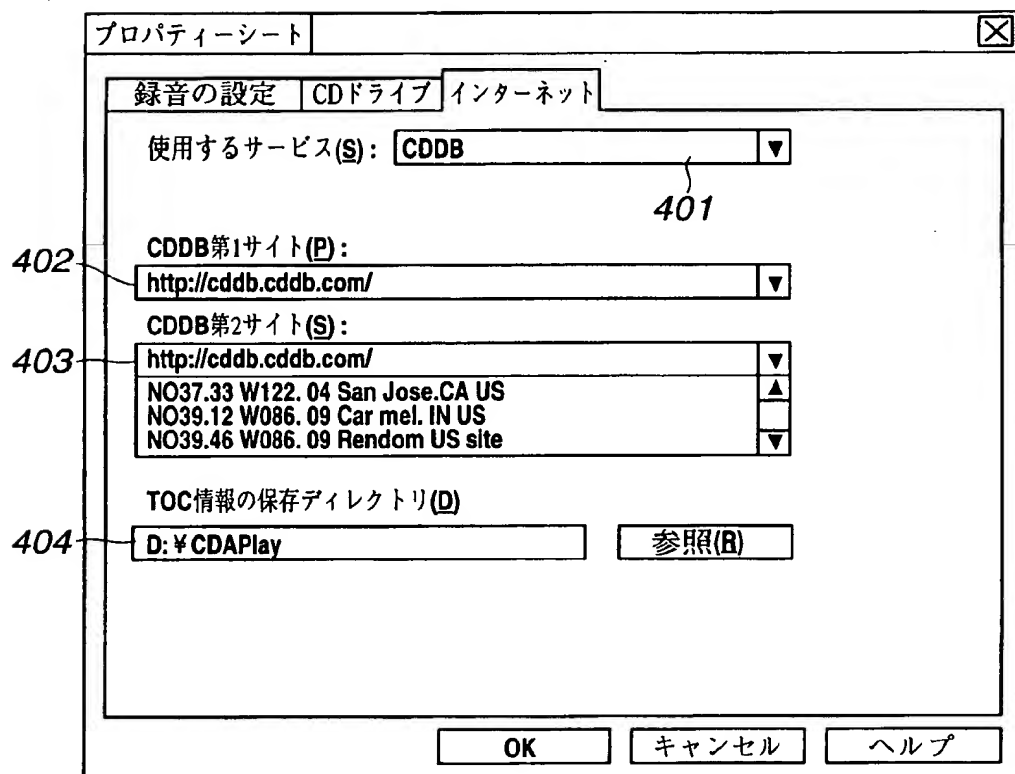 プロパティーシート
録音の設定 CDドライブ インターネット
使用するサービス(S): CDDB ▼
401
CDDB第1サイト(P):
402
http://cddb.cddb.com/ ▼
CDDB第2サイト(S):
403
http://cddb.cddb.com/ ▼
NO37.33 W122. 04 San Jose.CA US ▲
NO39.12 W086. 09 Car mel. IN US
NO39.46 W086. 09 Rendom US site ▼
TOC情報の保存ディレクトリ(D)
404
D:¥CDAPlay 参照(R)
OK キャンセル ヘルプ